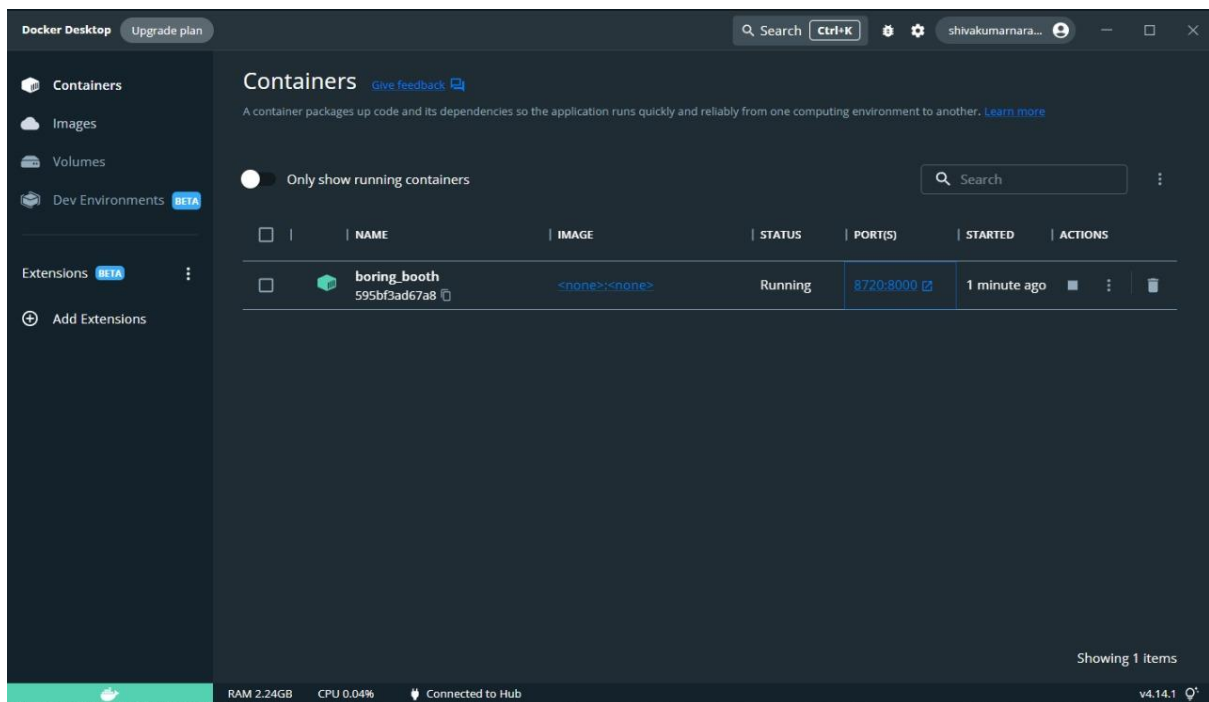 Docker Desktop Upgrade plan Search Ctrl+K shivakumarnara...
Containers
Images
Volumes
Dev Environments BETA
Extensions BETA
Add Extensions
Containers Give feedback
A container packages up code and its dependencies so the application runs quickly and reliably from one computing environment to another. Learn more
Only show running containers Search
NAME IMAGE STATUS PORT(S) STARTED ACTIONS
boring_booth
595bf3ad67a8
<none>:<none> Running 8720:8000 1 minute ago
Showing 1 items
RAM 2.24GB CPU 0.04% Connected to Hub v4.14.1